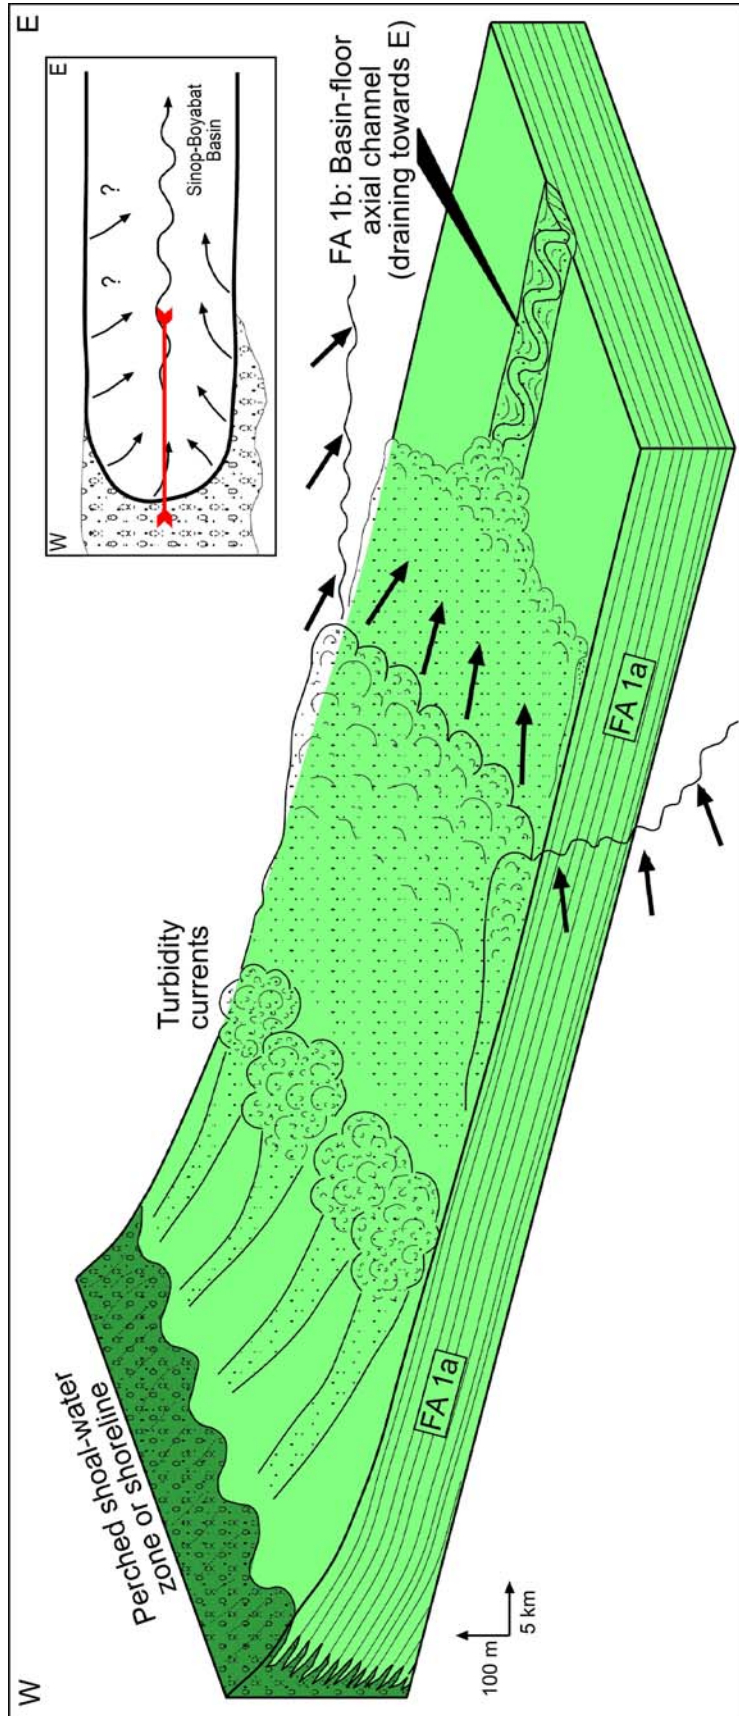 W
E
W
E
?
?
Sinop-Boyabat
Basin
Perched shoal-water
zone or shoreline
Turbidity
currents
FA 1b: Basin-floor
axial channel
(draining towards E)
FA 1a
FA 1a
100 m
5 km